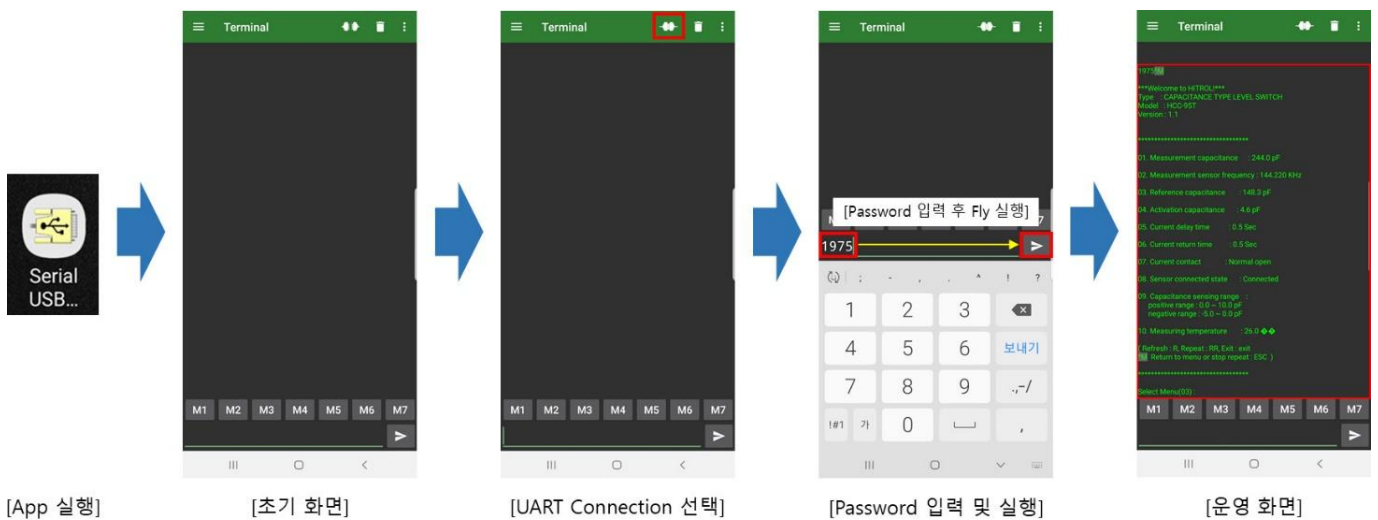 Serial
USB...
[App 실행]
Terminal
M1 M2 M3 M4 M5 M6 M7
[초기 화면]
Terminal
M1 M2 M3 M4 M5 M6 M7
[UART Connection 선택]
Terminal
[Password 입력 후 Fly 실행]
1975
; - , . ^ ! ?
1 2 3
4 5 6 보내기
7 8 9 .,-/
!#1 가 0 ,
[Password 입력 및 실행]
Terminal
1971
***Welcome to HITROL!***
Type : CAPACITANCE TYPE LEVEL SWITCH
Model : HCC-95T
Version : 1.1
**********************************
01. Measurement capacitance : 244.0 pF
02. Measurement sensor frequency : 144.220 KHz
03. Reference capacitance : 148.3 pF
04. Activation capacitance : 4.6 pF
05. Current delay time : 0.5 Sec
06. Current return time : 0.5 Sec
07. Current contact : Normal open
08. Sensor connected state : Connected
09. Capacitance sensing range :
positive range : 0.0 ~ 10.0 pF
negative range : -5.0 ~ 0.0 pF
10. Measuring temperature : 26.0 ��
( Refresh : R, Repeat : RR, Exit : exit
Return to menu or stop repeat : ESC )
**********************************
Select Menu(03) :
M1 M2 M3 M4 M5 M6 M7
[운영 화면]